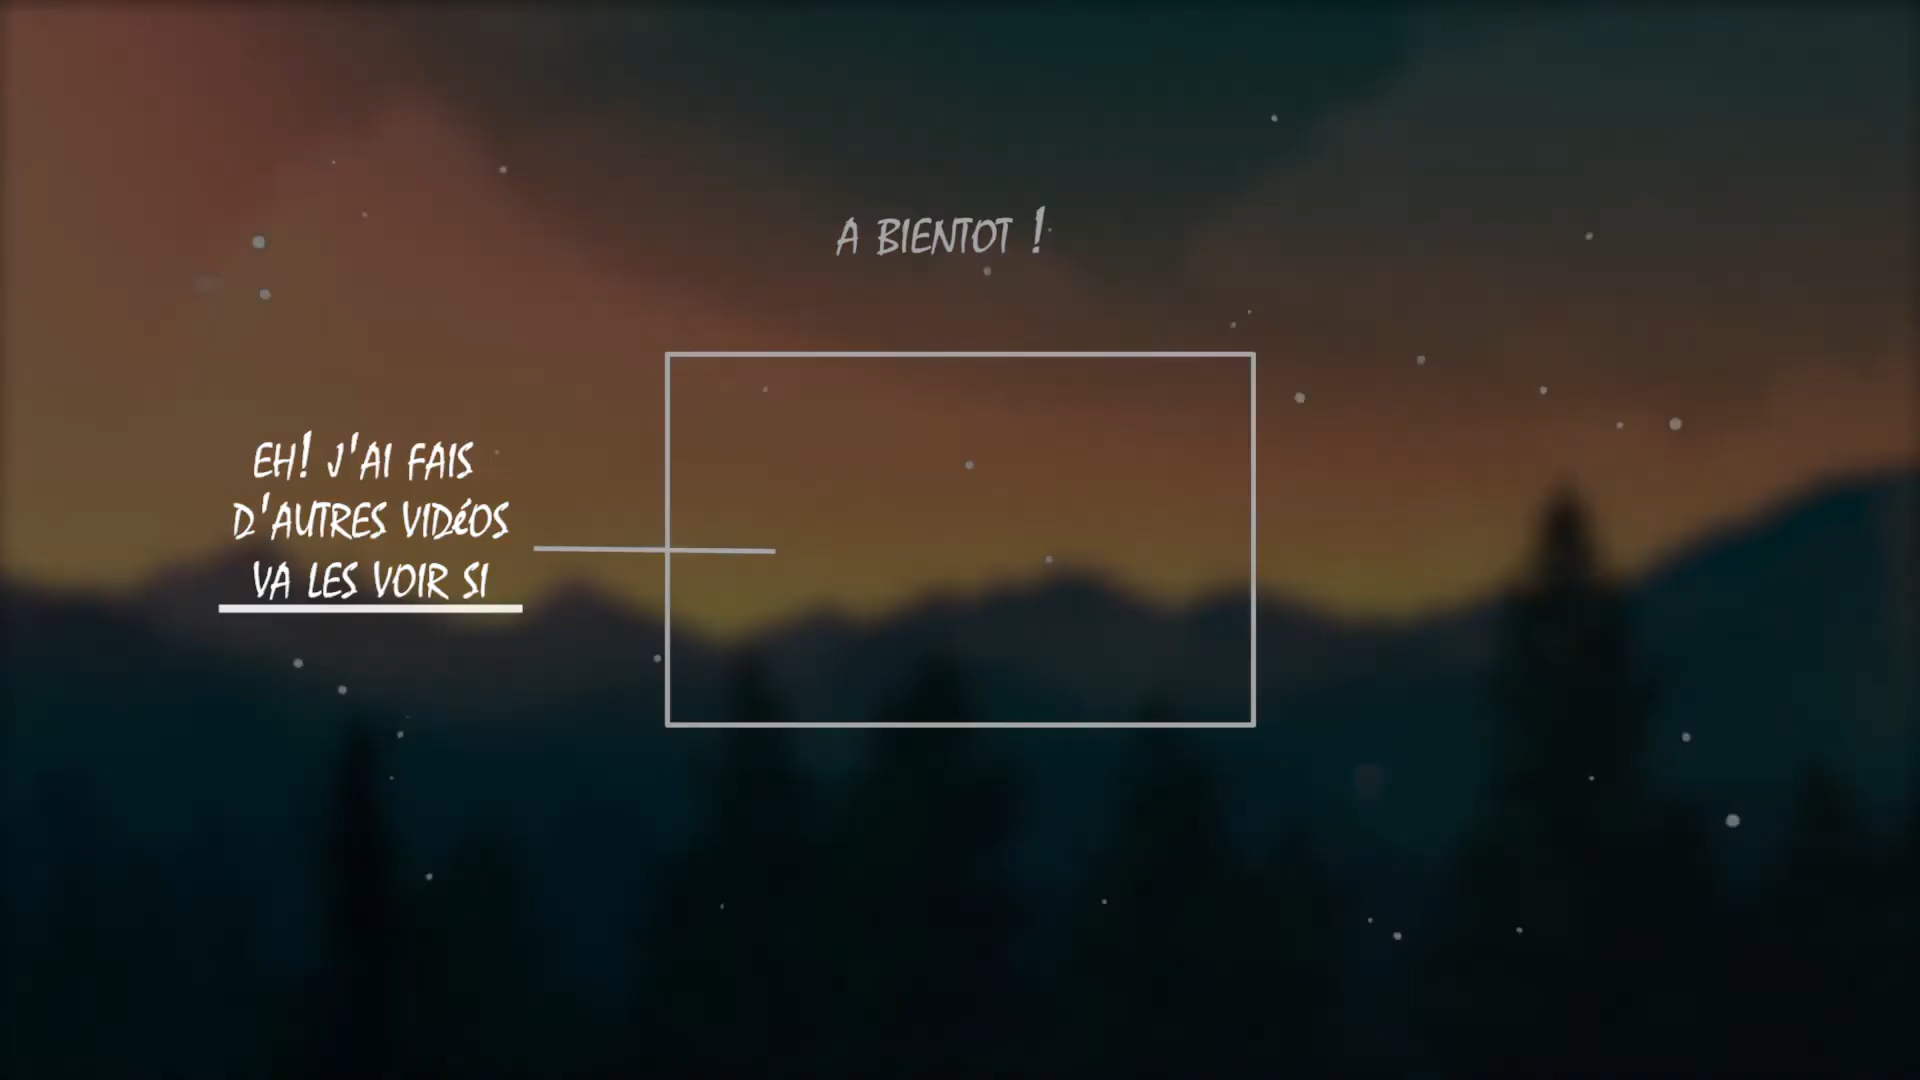 A BIENTOT !
EH! J'AI FAIS
D'AUTRES VIDÉOS
VA LES VOIR SI